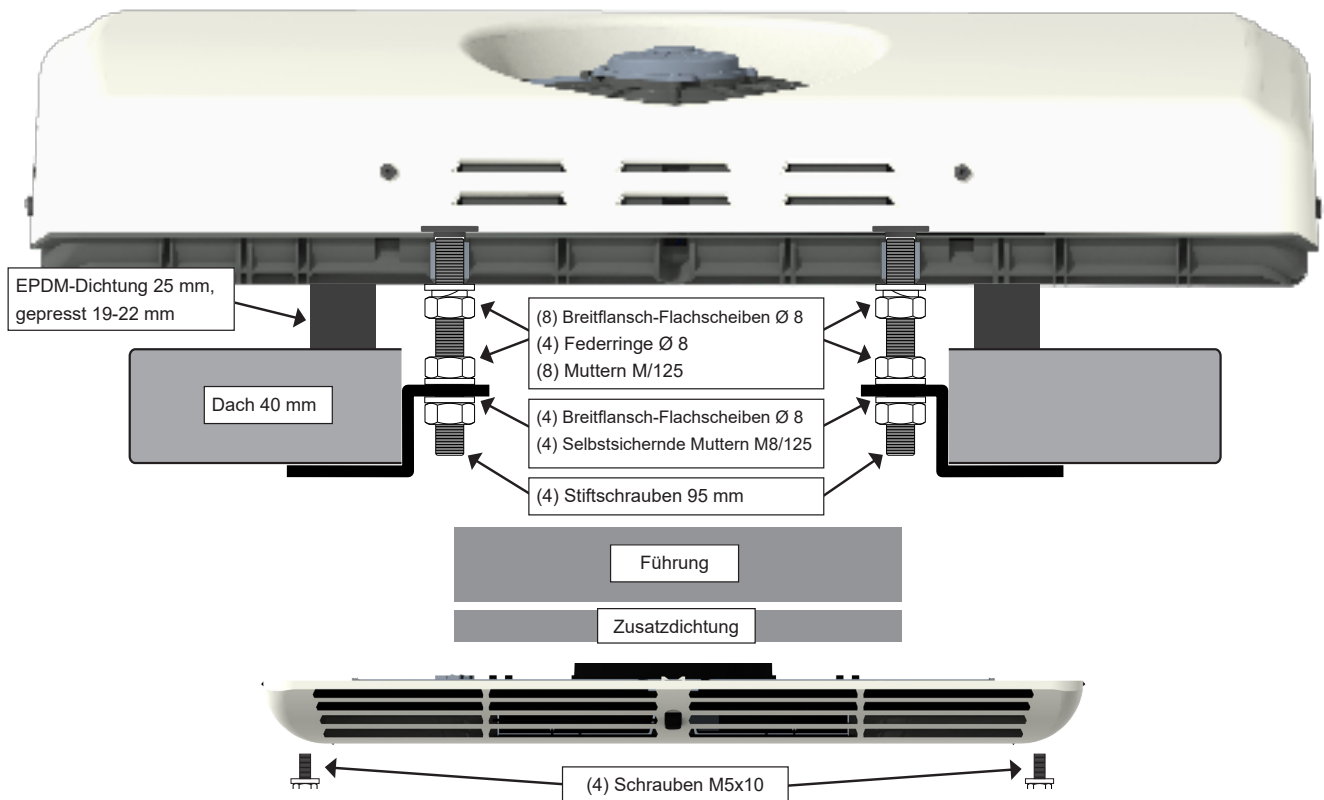 EPDM-Dichtung 25 mm,
gepresst 19-22 mm
(8) Breitflansch-Flachscheiben Ø 8
(4) Federringe Ø 8
(8) Muttern M/125
Dach 40 mm
(4) Breitflansch-Flachscheiben Ø 8
(4) Selbstsichernde Muttern M8/125
(4) Stiftschrauben 95 mm
Führung
Zusatzdichtung
(4) Schrauben M5x10